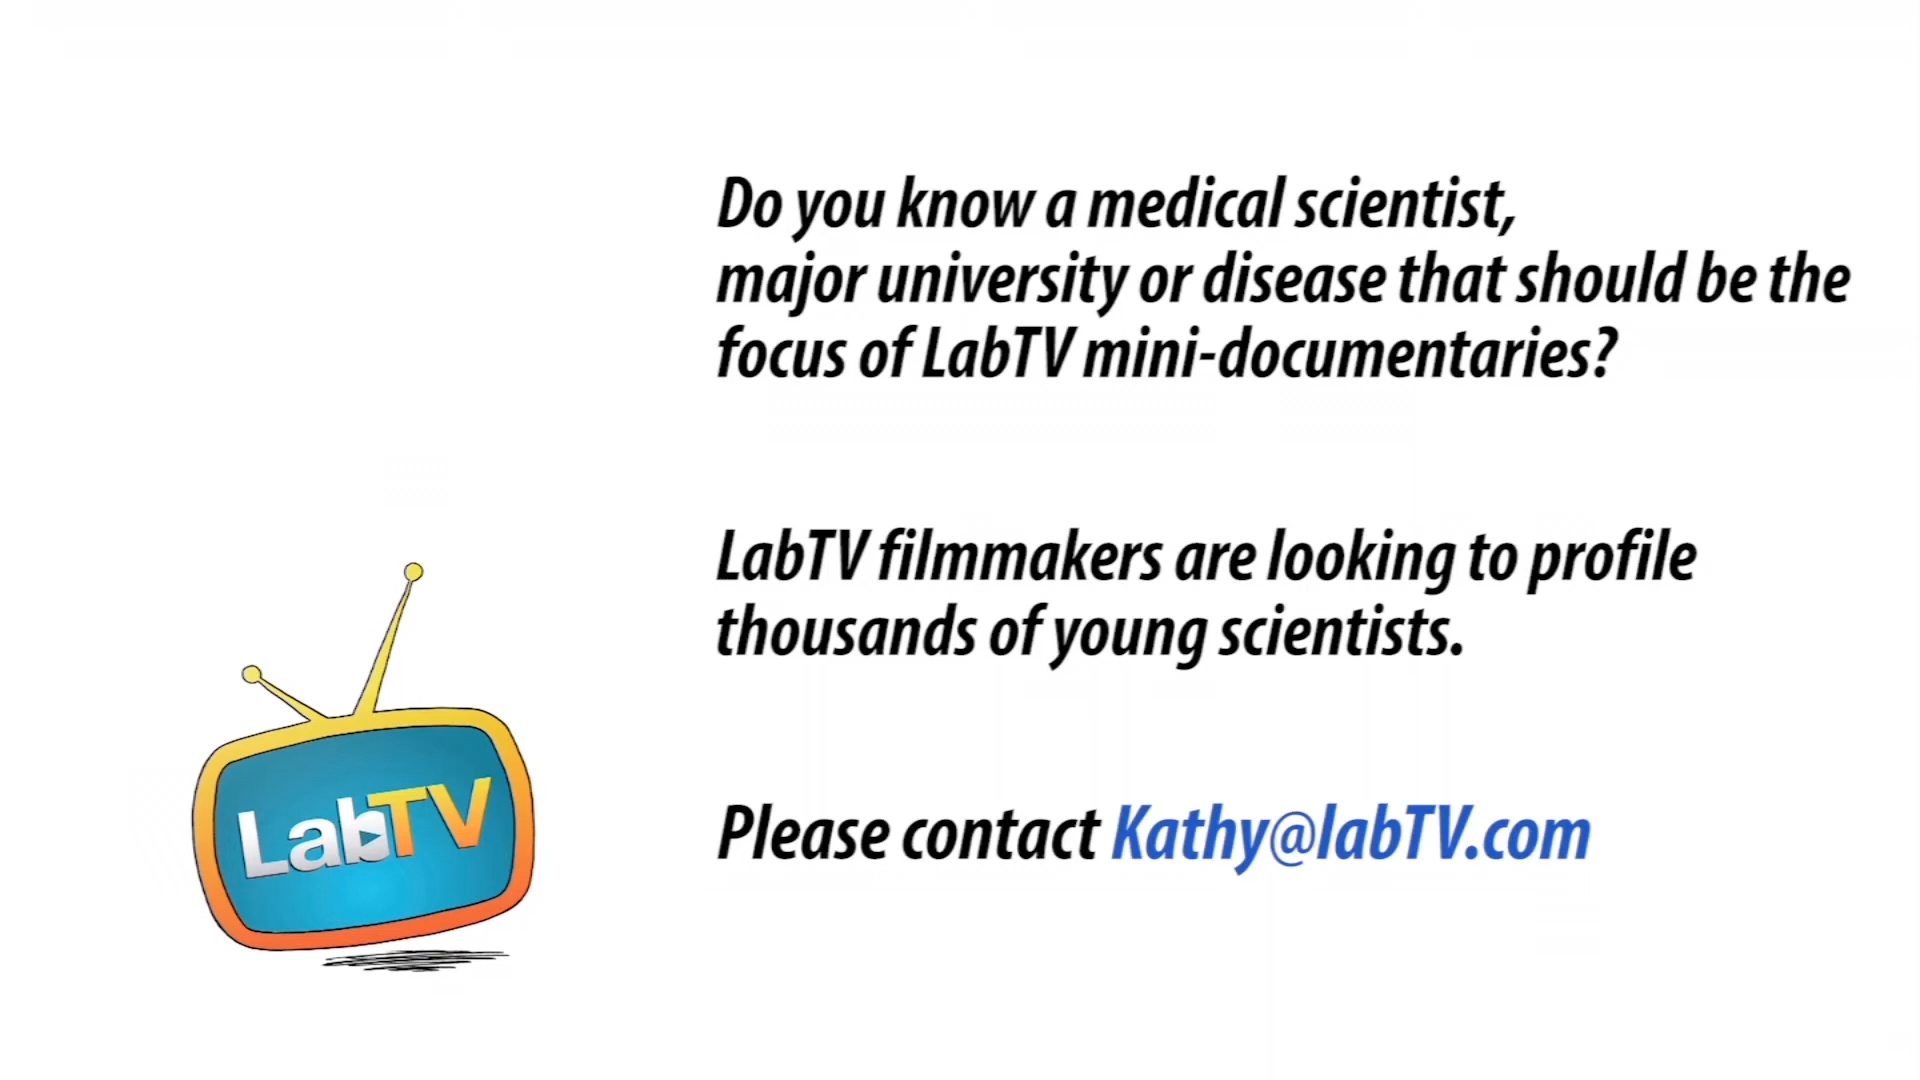 Do you know a medical scientist,
major university or disease that should be the
focus of LabTV mini-documentaries?
LabTV filmmakers are looking to profile
thousands of young scientists.
LabTV
Please contact Kathy@labTV.com